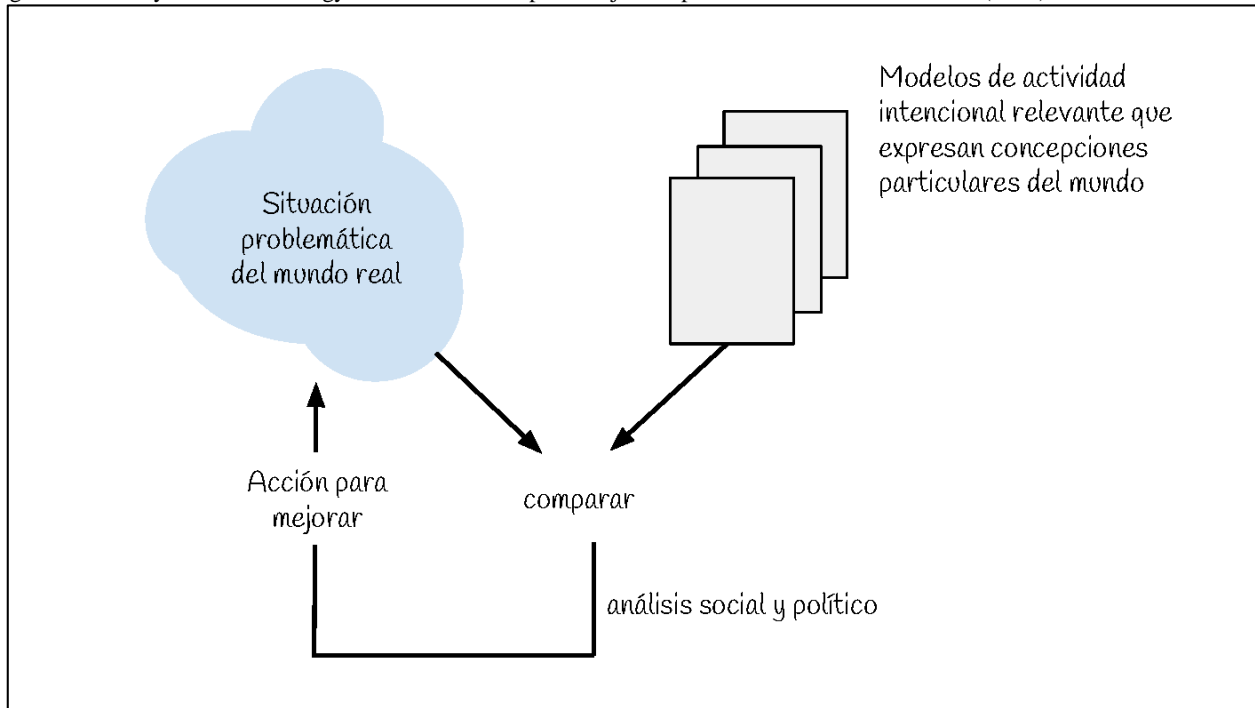 Modelos de actividad
intencional relevante que
expresan concepciones
particulares del mundo
Situación
problemática
del mundo real
Acción para
mejorar
comparar
análisis social y político